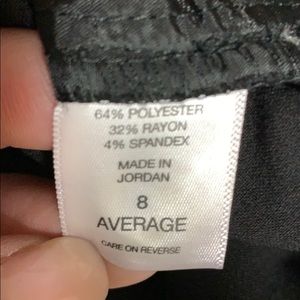 64% POLYESTER
32% RAYON
4% SPANDEX
MADE IN
JORDAN
8
AVERAGE
CARE ON REVERSE